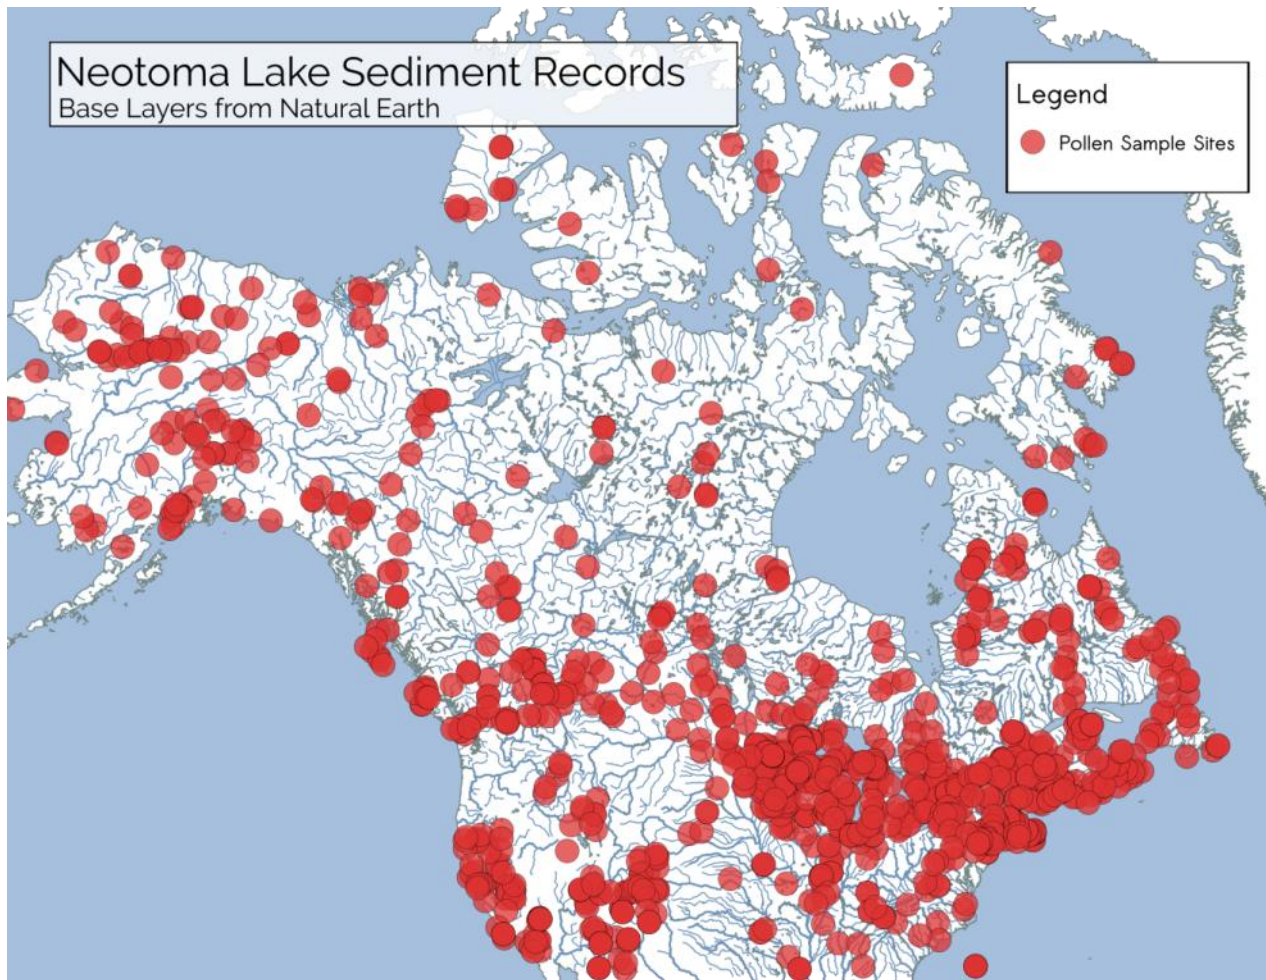 Neotoma Lake Sediment Records
Base Layers from Natural Earth
Legend
Pollen Sample Sites